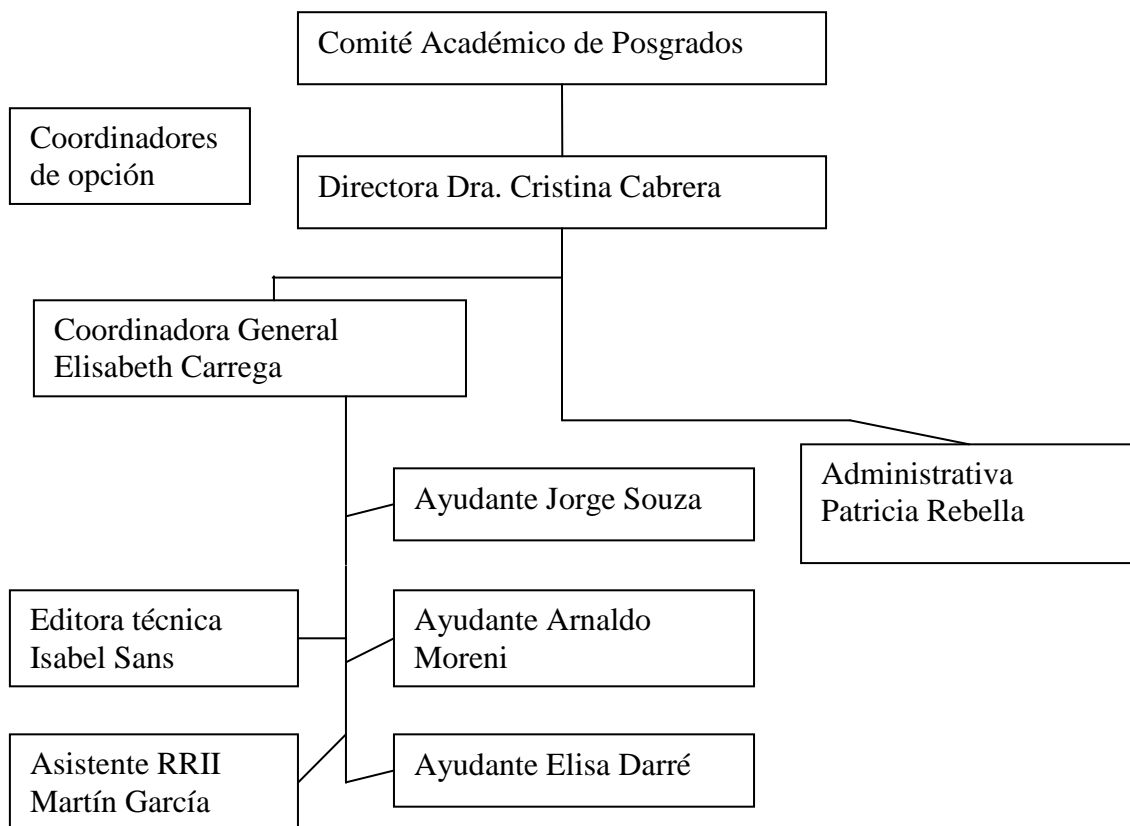 Comité Académico de Posgrados
Coordinadores
de opción
Directora Dra. Cristina Cabrera
Coordinadora General
Elisabeth Carrega
Administrativa
Patricia Rebella
Ayudante Jorge Souza
Editora técnica
Isabel Sans
Ayudante Arnaldo
Moreni
Asistente RRII
Martín García
Ayudante Elisa Darré